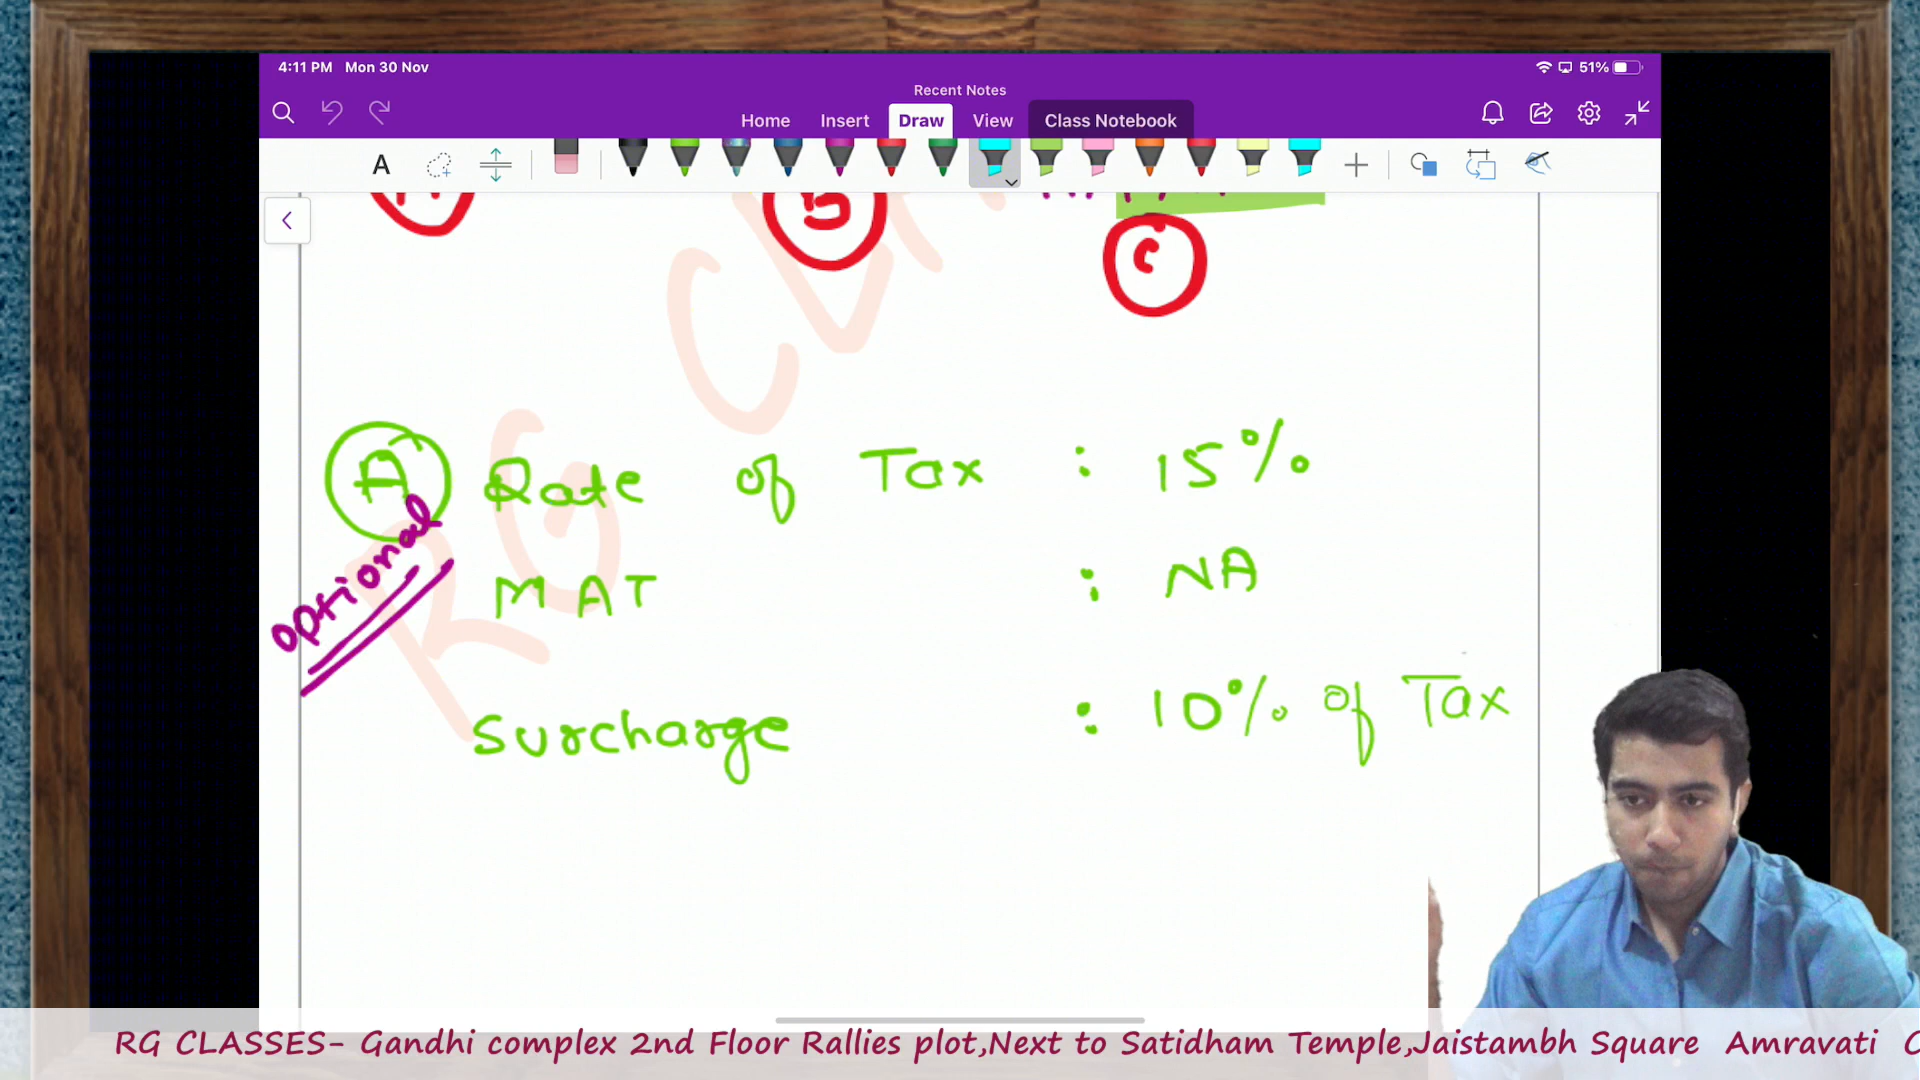 4:11 PM Mon 30 Nov
51%
Recent Notes
Home Insert Draw View Class Notebook
A
B
C
RG
A Rate of Tax : 15%
optional
MAT : NA
Surcharge : 10% of Tax
RG CLASSES- Gandhi complex 2nd Floor Rallies plot,Next to Satidham Temple,Jaistambh Square Amravati